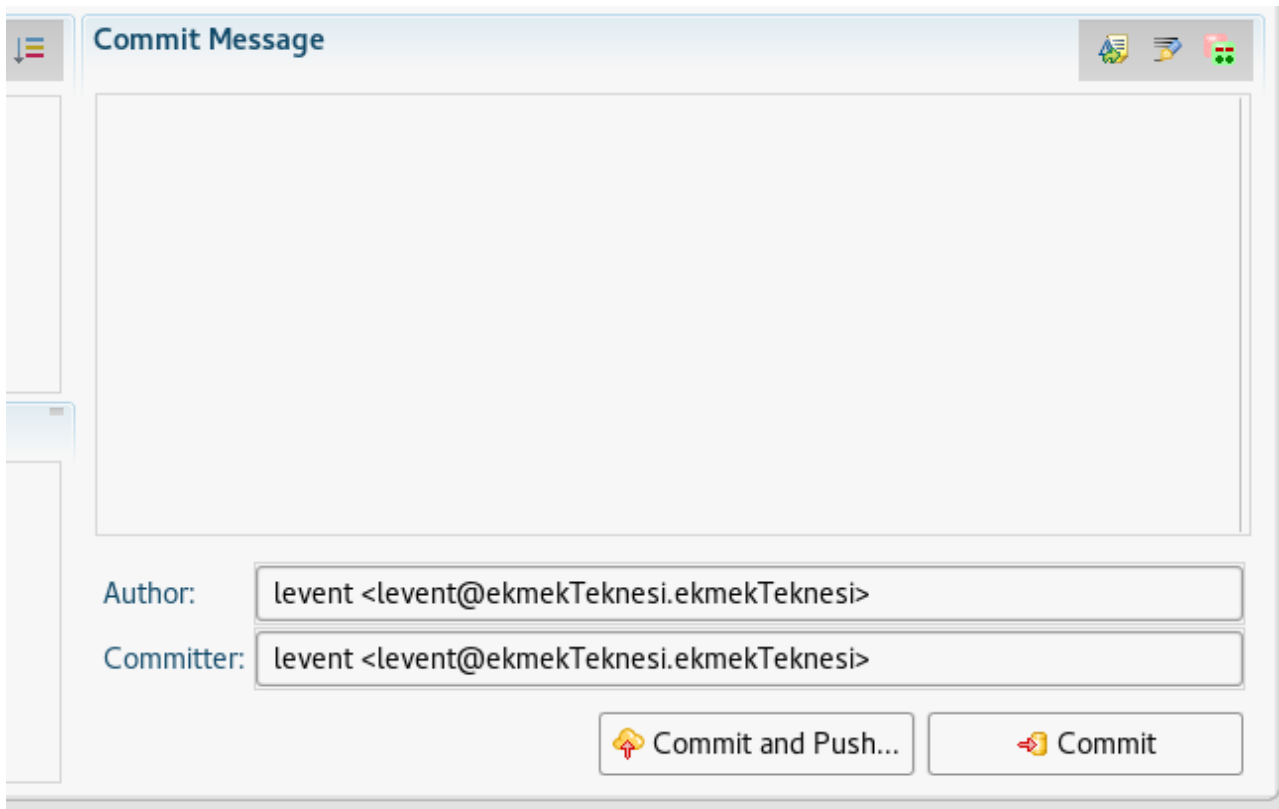 Commit Message
Author:
levent <levent@ekmekTeknesi.ekmekTeknesi>
Committer:
levent <levent@ekmekTeknesi.ekmekTeknesi>
Commit and Push...
Commit